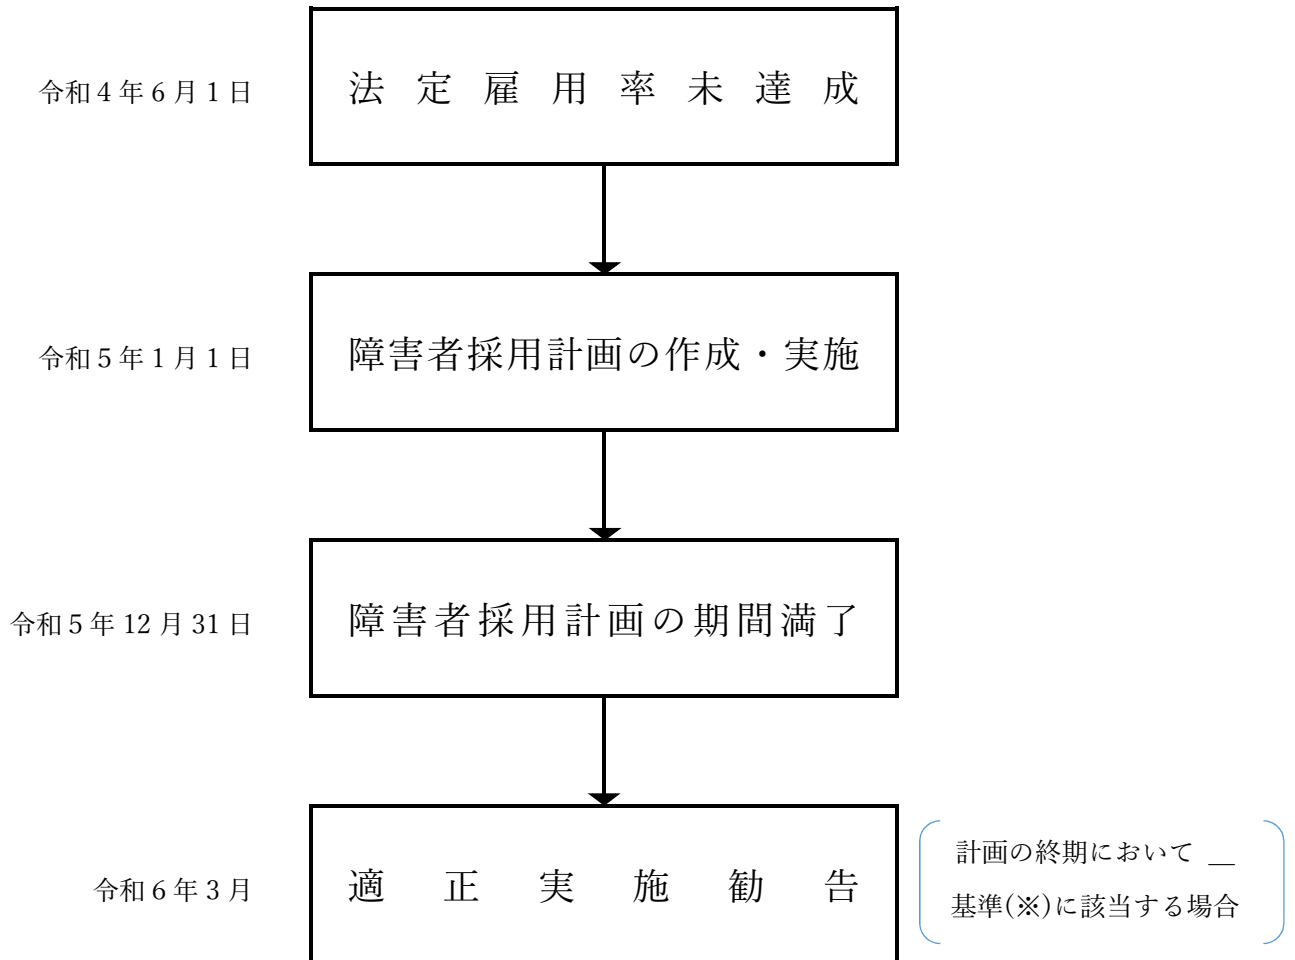 令和4年6月1日
法定雇用率未達成
令和5年1月1日
障害者採用計画の作成・実施
令和5年12月31日
障害者採用計画の期間満了
令和6年3月
適正実施勧告
計画の終期において __
基準(※)に該当する場合